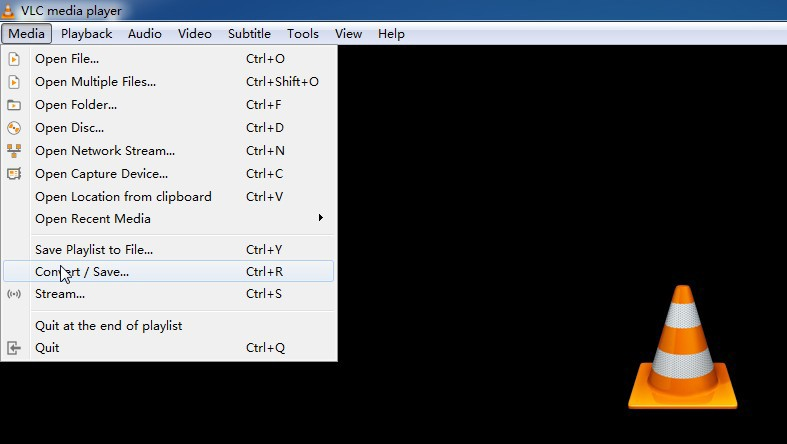 VLC media player
Media Playback Audio Video Subtitle Tools View Help
Open File... Ctrl+O
Open Multiple Files... Ctrl+Shift+O
Open Folder... Ctrl+F
Open Disc... Ctrl+D
Open Network Stream... Ctrl+N
Open Capture Device... Ctrl+C
Open Location from clipboard Ctrl+V
Open Recent Media
Save Playlist to File... Ctrl+Y
Convert / Save... Ctrl+R
Stream... Ctrl+S
Quit at the end of playlist
Quit Ctrl+Q